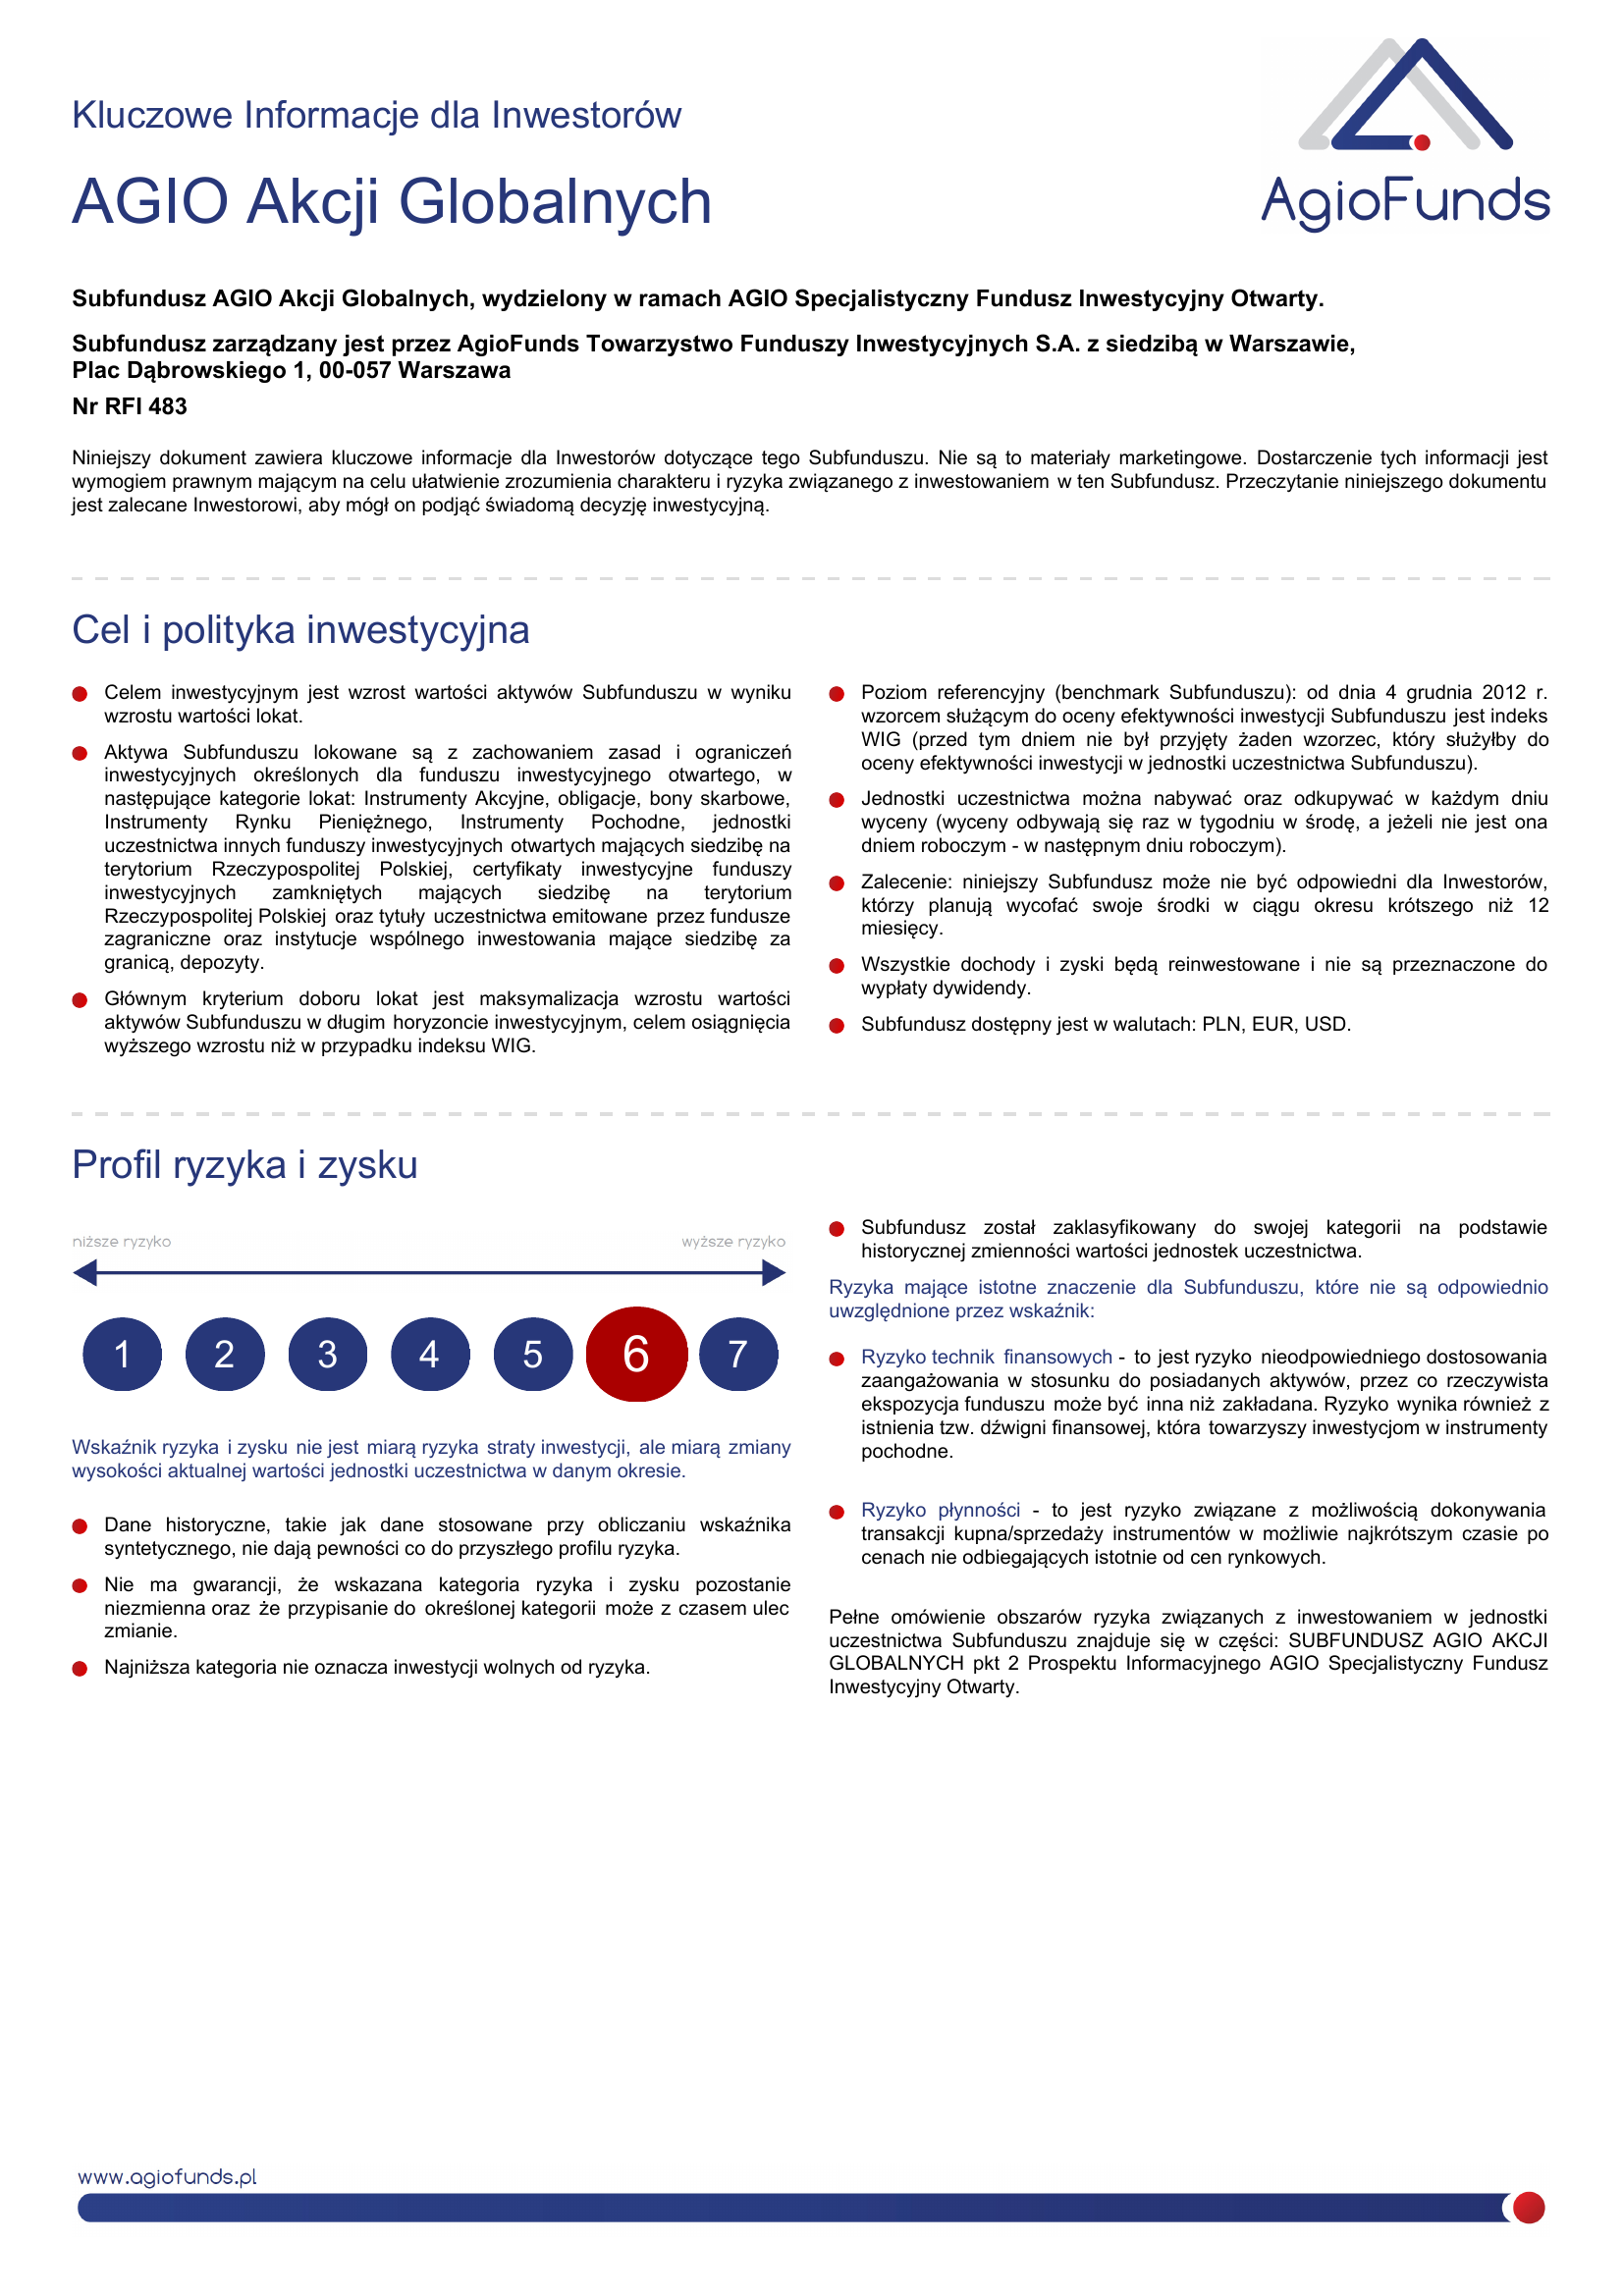 Kluczowe Informacje dla Inwestorów
AGIO Akcji Globalnych
AgioFunds
Subfundusz AGIO Akcji Globalnych, wydzielony w ramach AGIO Specjalistyczny Fundusz Inwestycyjny Otwarty.
Subfundusz zarządzany jest przez AgioFunds Towarzystwo Funduszy Inwestycyjnych S.A. z siedzibą w Warszawie,
Plac Dąbrowskiego 1, 00-057 Warszawa
Nr RFI 483
Niniejszy dokument zawiera kluczowe informacje dla Inwestorów dotyczące tego Subfunduszu. Nie są to materiały marketingowe. Dostarczenie tych informacji jest
wymogiem prawnym mającym na celu ułatwienie zrozumienia charakteru i ryzyka związanego z inwestowaniem w ten Subfundusz. Przeczytanie niniejszego dokumentu
jest zalecane Inwestorowi, aby mógł on podjąć świadomą decyzję inwestycyjną.
Cel i polityka inwestycyjna
Celem inwestycyjnym jest wzrost wartości aktywów Subfunduszu w wyniku
wzrostu wartości lokat.
Aktywa Subfunduszu lokowane są z zachowaniem zasad i ograniczeń
inwestycyjnych określonych dla funduszu inwestycyjnego otwartego, w
następujące kategorie lokat: Instrumenty Akcyjne, obligacje, bony skarbowe,
Instrumenty Rynku Pieniężnego, Instrumenty Pochodne, jednostki
uczestnictwa innych funduszy inwestycyjnych otwartych mających siedzibę na
terytorium Rzeczypospolitej Polskiej, certyfikaty inwestycyjne funduszy
inwestycyjnych zamkniętych mających siedzibę na terytorium
Rzeczypospolitej Polskiej oraz tytuły uczestnictwa emitowane przez fundusze
zagraniczne oraz instytucje wspólnego inwestowania mające siedzibę za
granicą, depozyty.
Głównym kryterium doboru lokat jest maksymalizacja wzrostu wartości
aktywów Subfunduszu w długim horyzoncie inwestycyjnym, celem osiągnięcia
wyższego wzrostu niż w przypadku indeksu WIG.
Poziom referencyjny (benchmark Subfunduszu): od dnia 4 grudnia 2012 r.
wzorcem służącym do oceny efektywności inwestycji Subfunduszu jest indeks
WIG (przed tym dniem nie był przyjęty żaden wzorzec, który służyłby do
oceny efektywności inwestycji w jednostki uczestnictwa Subfunduszu).
Jednostki uczestnictwa można nabywać oraz odkupywać w każdym dniu
wyceny (wyceny odbywają się raz w tygodniu w środę, a jeżeli nie jest ona
dniem roboczym - w następnym dniu roboczym).
Zalecenie: niniejszy Subfundusz może nie być odpowiedni dla Inwestorów,
którzy planują wycofać swoje środki w ciągu okresu krótszego niż 12
miesięcy.
Wszystkie dochody i zyski będą reinwestowane i nie są przeznaczone do
wypłaty dywidendy.
Subfundusz dostępny jest w walutach: PLN, EUR, USD.
Profil ryzyka i zysku
niższe ryzyko wyższe ryzyko
1 2 3 4 5 6 7
Wskaźnik ryzyka i zysku nie jest miarą ryzyka straty inwestycji, ale miarą zmiany
wysokości aktualnej wartości jednostki uczestnictwa w danym okresie.
Dane historyczne, takie jak dane stosowane przy obliczaniu wskaźnika
syntetycznego, nie dają pewności co do przyszłego profilu ryzyka.
Nie ma gwarancji, że wskazana kategoria ryzyka i zysku pozostanie
niezmienna oraz że przypisanie do określonej kategorii może z czasem ulec
zmianie.
Najniższa kategoria nie oznacza inwestycji wolnych od ryzyka.
Subfundusz został zaklasyfikowany do swojej kategorii na podstawie
historycznej zmienności wartości jednostek uczestnictwa.
Ryzyka mające istotne znaczenie dla Subfunduszu, które nie są odpowiednio
uwzględnione przez wskaźnik:
Ryzyko technik finansowych - to jest ryzyko nieodpowiedniego dostosowania
zaangażowania w stosunku do posiadanych aktywów, przez co rzeczywista
ekspozycja funduszu może być inna niż zakładana. Ryzyko wynika również z
istnienia tzw. dźwigni finansowej, która towarzyszy inwestycjom w instrumenty
pochodne.
Ryzyko płynności - to jest ryzyko związane z możliwością dokonywania
transakcji kupna/sprzedaży instrumentów w możliwie najkrótszym czasie po
cenach nie odbiegających istotnie od cen rynkowych.
Pełne omówienie obszarów ryzyka związanych z inwestowaniem w jednostki
uczestnictwa Subfunduszu znajduje się w części: SUBFUNDUSZ AGIO AKCJI
GLOBALNYCH pkt 2 Prospektu Informacyjnego AGIO Specjalistyczny Fundusz
Inwestycyjny Otwarty.
www.agiofunds.pl